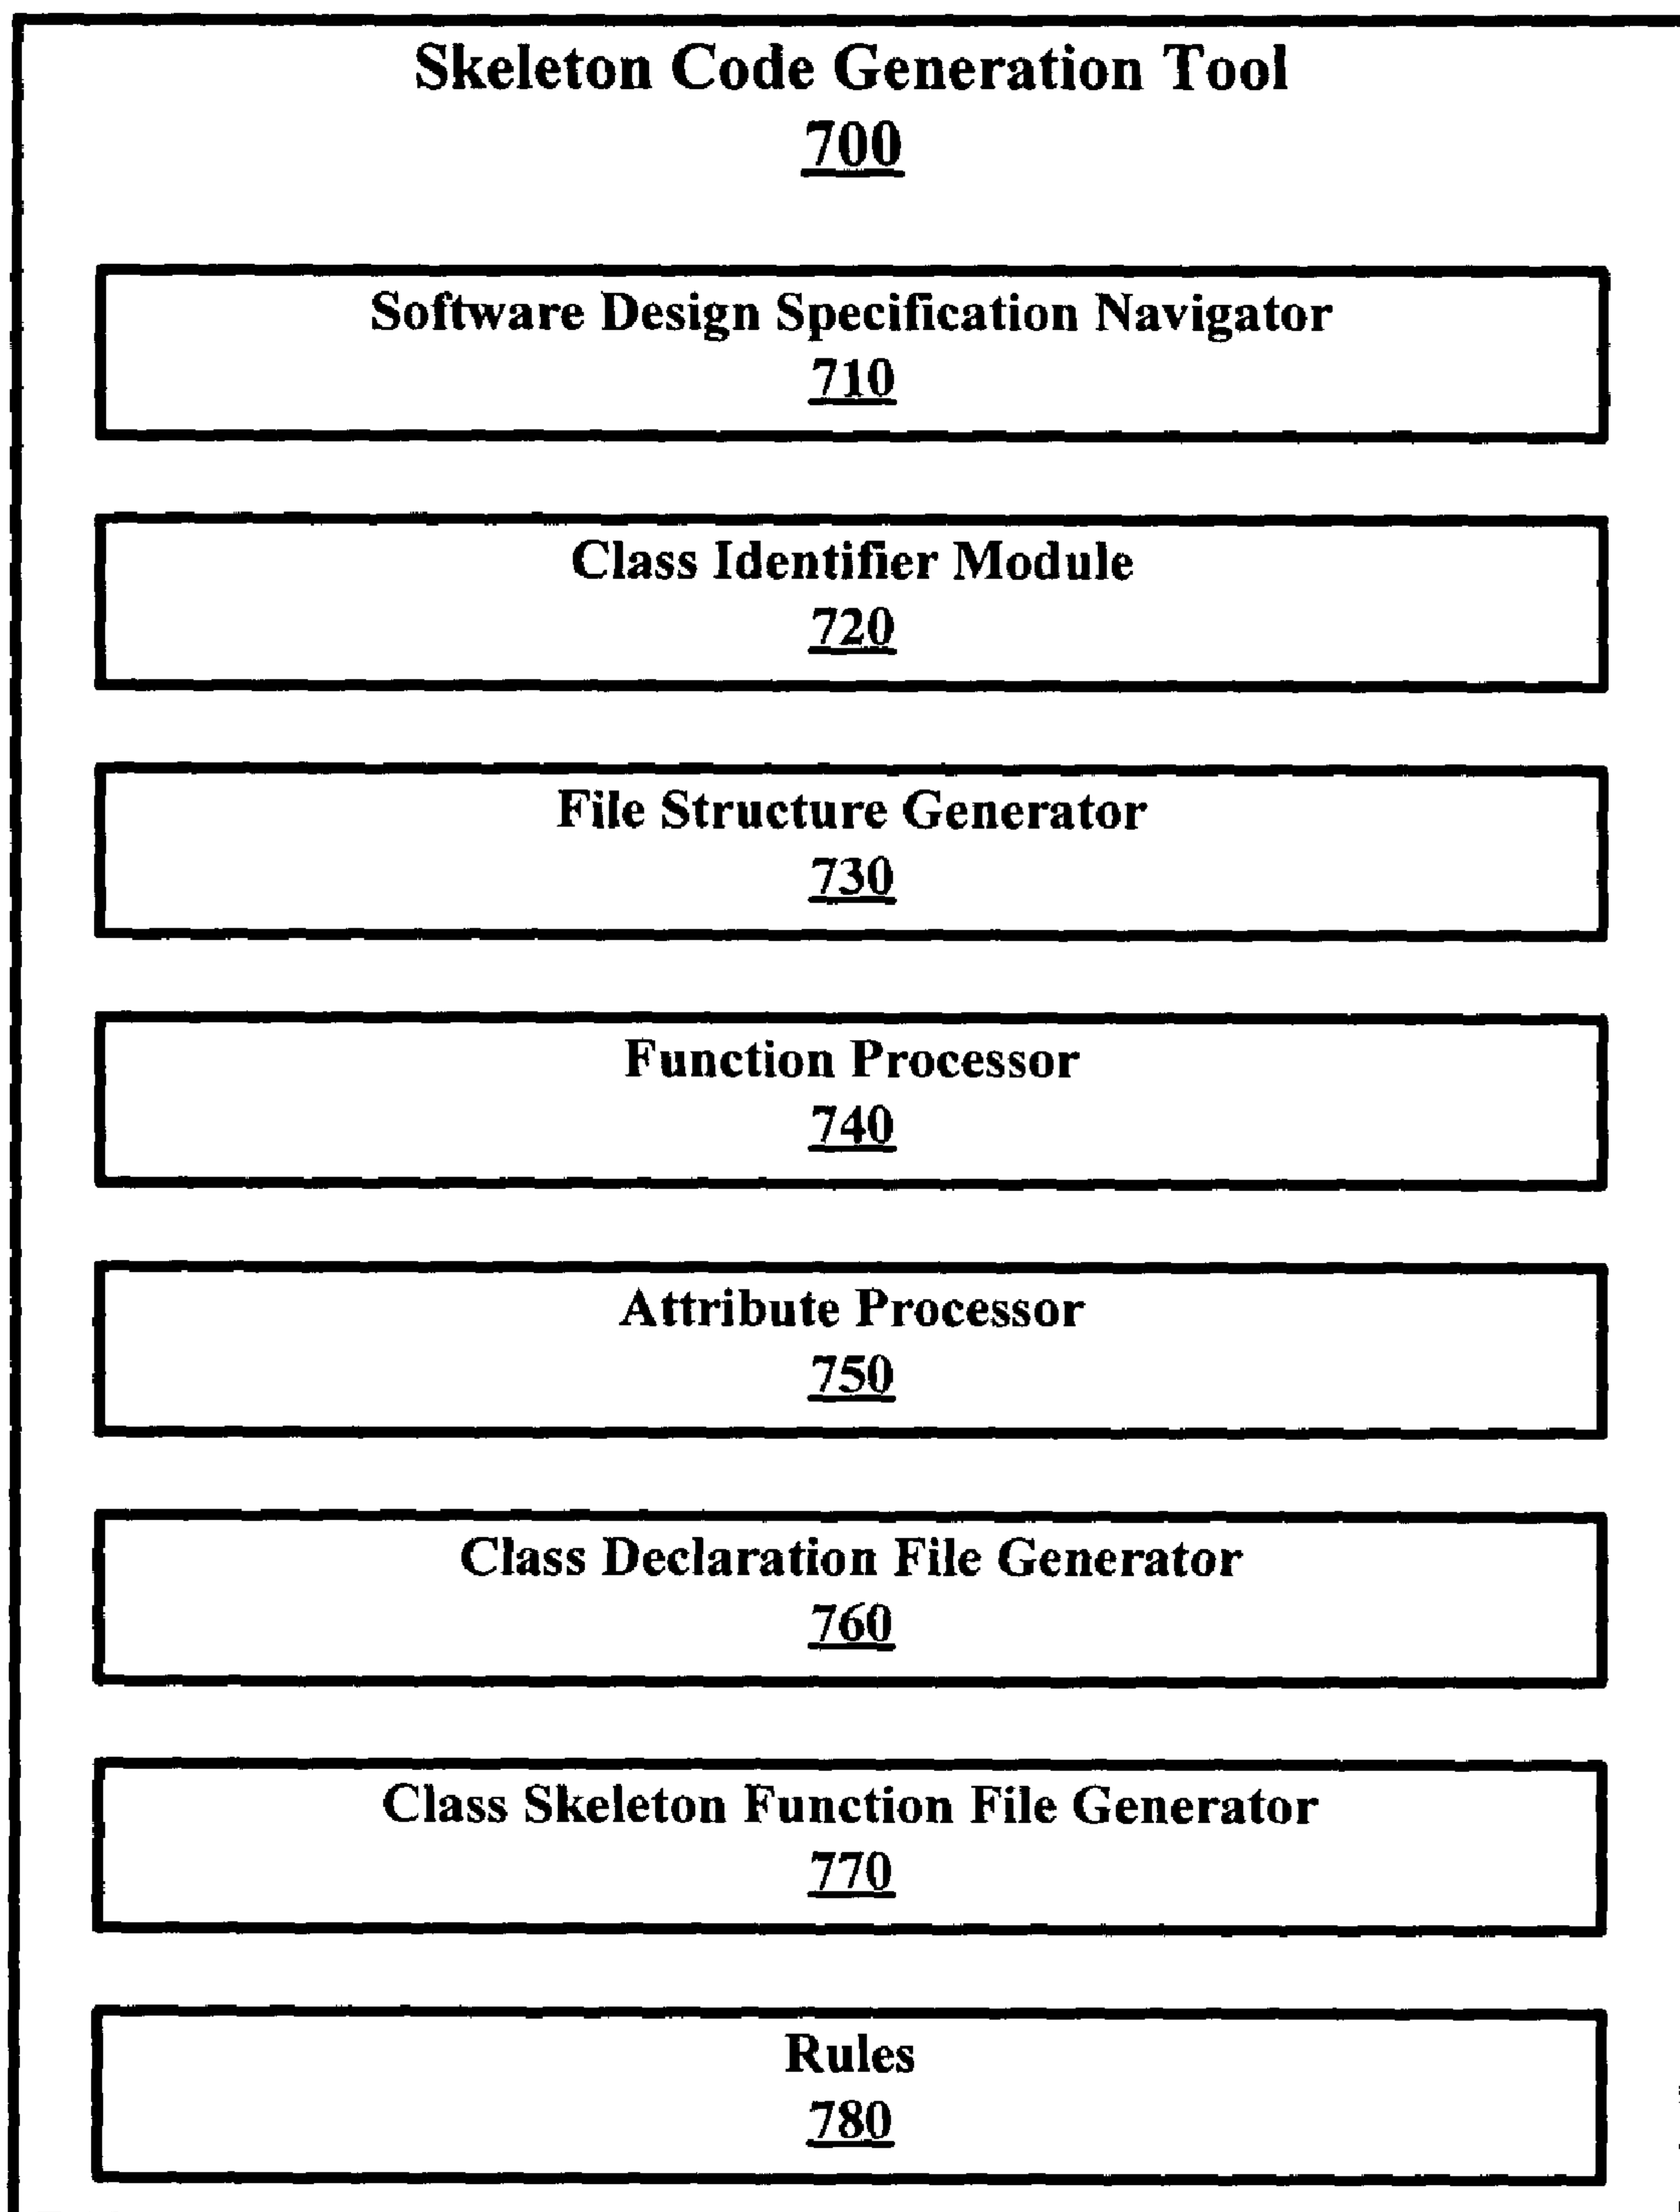 Skeleton Code Generation Tool
700
Software Design Specification Navigator
710
Class Identifier Module
720
File Structure Generator
730
Function Processor
740
Attribute Processor
750
Class Declaration File Generator
760
Class Skeleton Function File Generator
770
Rules
780